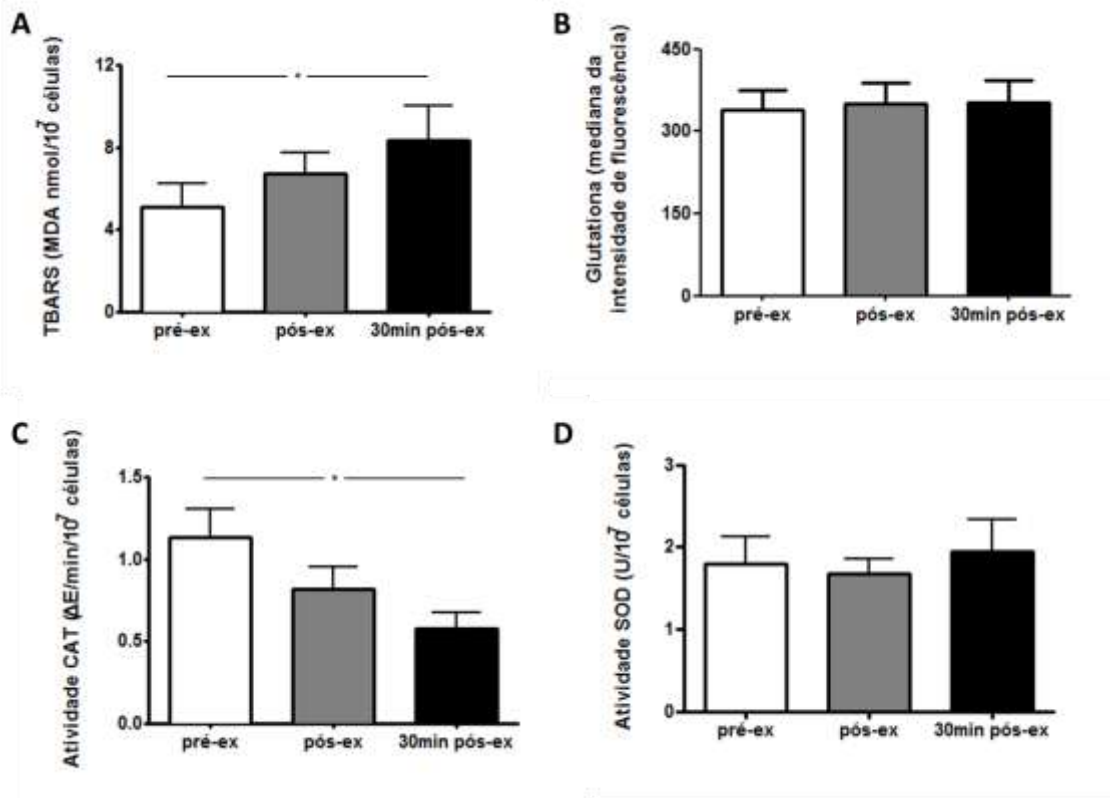 A
TBARS (MDA nmol/10⁷ células)
12
8
4
0
*
pré-ex pós-ex 30min pós-ex
B
Glutationa (mediana da
intensidade de fluorescência)
450
300
150
0
pré-ex pós-ex 30min pós-ex
C
Atividade CAT (ΔE/min/10⁷ células)
1.5
1.0
0.5
0.0
*
pré-ex pós-ex 30min pós-ex
D
Atividade SOD (U/10⁷ células)
3
2
1
0
pré-ex pós-ex 30min pós-ex